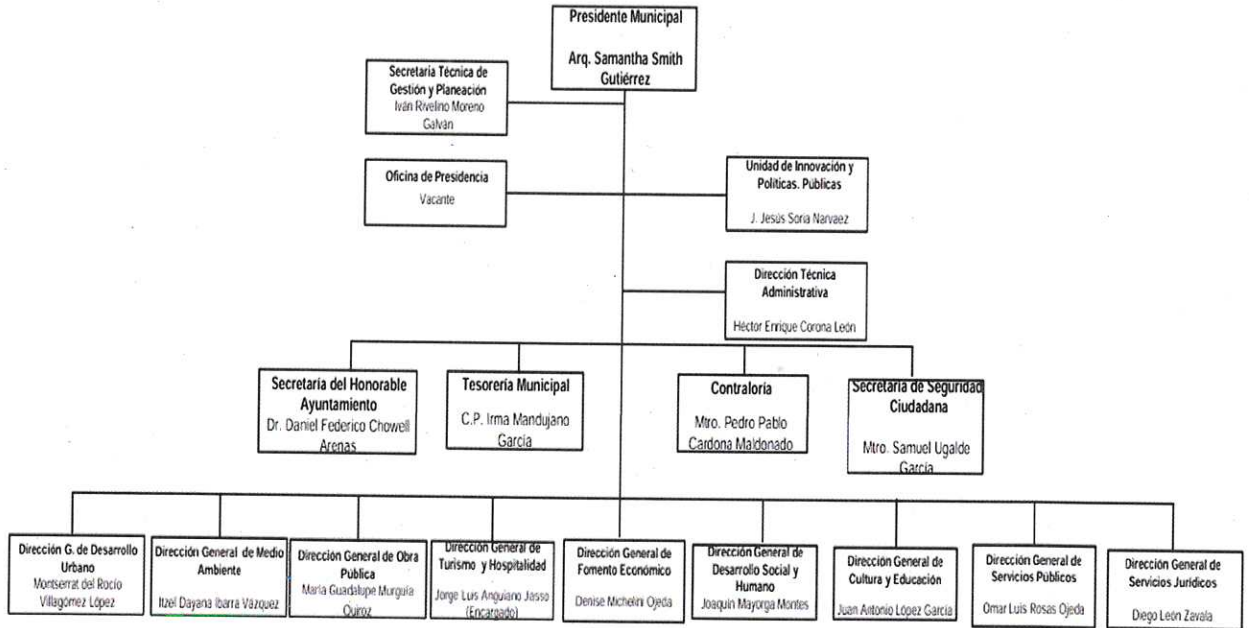 Presidente Municipal
Arq. Samantha Smith
Gutiérrez
Secretaría Técnica de
Gestión y Planeación
Iván Rivelino Moreno
Galván
Oficina de Presidencia
Vacante
Unidad de Innovación y
Políticas. Públicas
J. Jesús Soria Narvaez
Dirección Técnica
Administrativa
Héctor Enrique Corona León
Secretaría del Honorable
Ayuntamiento
Dr. Daniel Federico Chowell
Arenas
Tesorería Municipal
C.P. Irma Mandujano
García
Contraloría
Mtro. Pedro Pablo
Cardona Maldonado
Secretaría de Seguridad
Ciudadana
Mtro. Samuel Ugalde
García
Dirección G. de Desarrollo
Urbano
Montserrat del Rocío
Villagómez López
Dirección General de Medio
Ambiente
Itzel Dayana Ibarra Vázquez
Dirección General de Obra
Pública
María Guadalupe Murguía
Quiroz
Dirección General de
Turismo y Hospitalidad
Jorge Luis Anguiano Jasso
(Encargado)
Dirección General de
Fomento Económico
Denise Michelini Ojeda
Dirección General de
Desarrollo Social y
Humano
Joaquín Mayorga Montes
Dirección General de
Cultura y Educación
Juan Antonio López García
Dirección General de
Servicios Públicos
Omar Luis Rosas Ojeda
Dirección General de
Servicios Jurídicos
Diego León Zavala